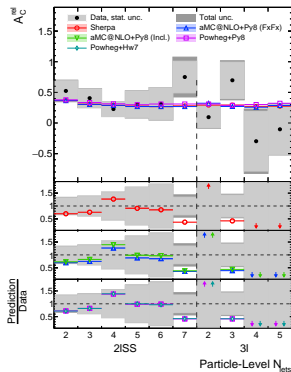 A_C^rel
Data, stat. unc.
Total unc.
Sherpa
aMC@NLO+Py8 (FxFx)
aMC@NLO+Py8 (Incl.)
Powheg+Py8
Powheg+Hw7
1.5
1
0.5
0
−0.5
1.5
1
0.5
1.5
1
0.5
1.5
1
0.5
Prediction
Data
2 3 4 5 6 7 2 3 4 5
2lSS 3l
Particle-Level N_jets